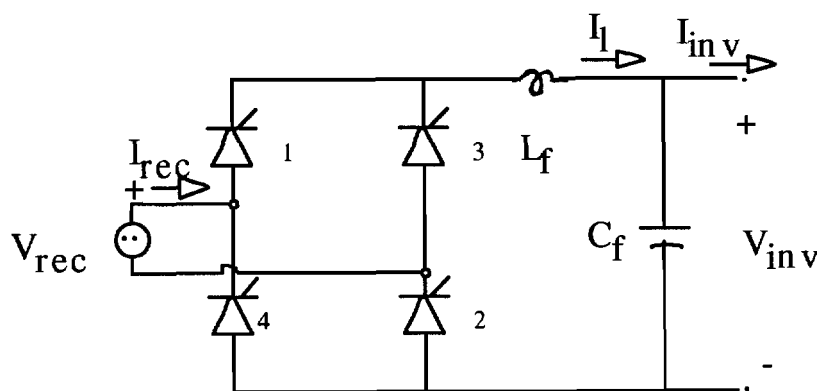 I_l
I_inv
+
1
3
L_f
I_rec
+
V_rec
C_f
V_inv
4
2
-